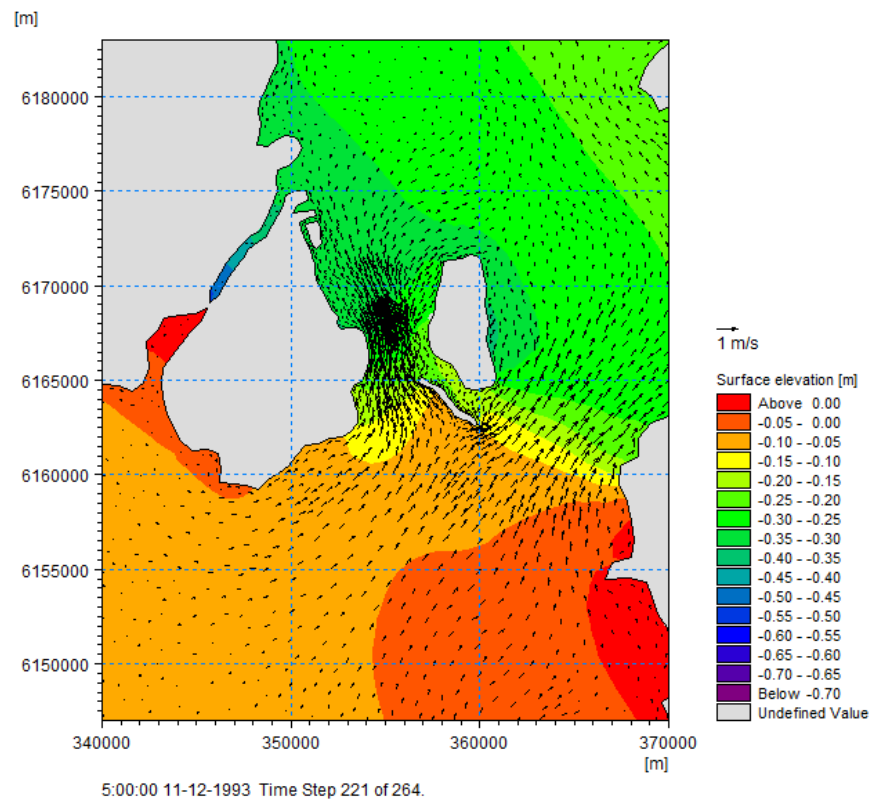 [m]
6180000
6175000
6170000
6165000
6160000
6155000
6150000
340000 350000 360000 370000
[m]
5:00:00 11-12-1993 Time Step 221 of 264.
1 m/s
Surface elevation [m]
Above 0.00
-0.05 - 0.00
-0.10 - -0.05
-0.15 - -0.10
-0.20 - -0.15
-0.25 - -0.20
-0.30 - -0.25
-0.35 - -0.30
-0.40 - -0.35
-0.45 - -0.40
-0.50 - -0.45
-0.55 - -0.50
-0.60 - -0.55
-0.65 - -0.60
-0.70 - -0.65
Below -0.70
Undefined Value